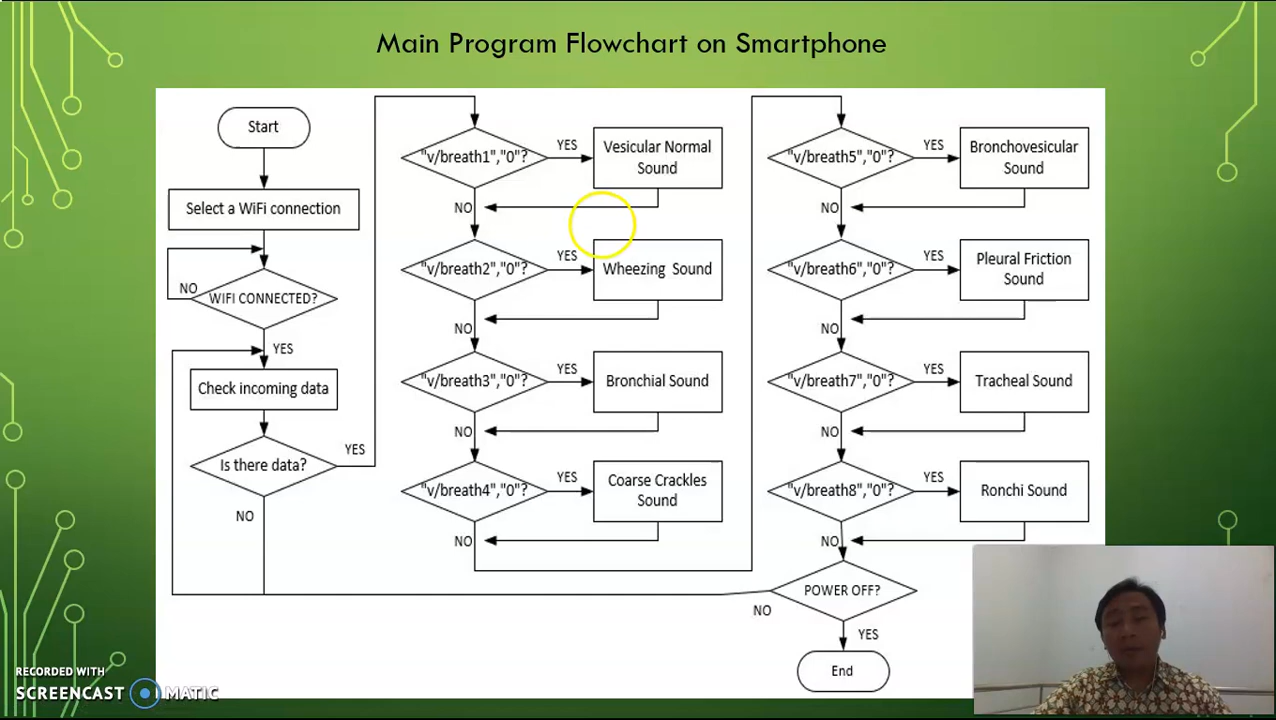 Main Program Flowchart on Smartphone
Start
Select a WiFi connection
NO
WIFI CONNECTED?
YES
Check incoming data
Is there data?
YES
NO
"v/breath1","0"?
YES
Vesicular Normal
Sound
NO
"v/breath2","0"?
YES
Wheezing Sound
NO
"v/breath3","0"?
YES
Bronchial Sound
NO
"v/breath4","0"?
YES
Coarse Crackles
Sound
NO
"v/breath5","0"?
YES
Bronchovesicular
Sound
NO
"v/breath6","0"?
YES
Pleural Friction
Sound
NO
"v/breath7","0"?
YES
Tracheal Sound
NO
"v/breath8","0"?
YES
Ronchi Sound
NO
POWER OFF?
NO
YES
End
RECORDED WITH
SCREENCAST MATIC